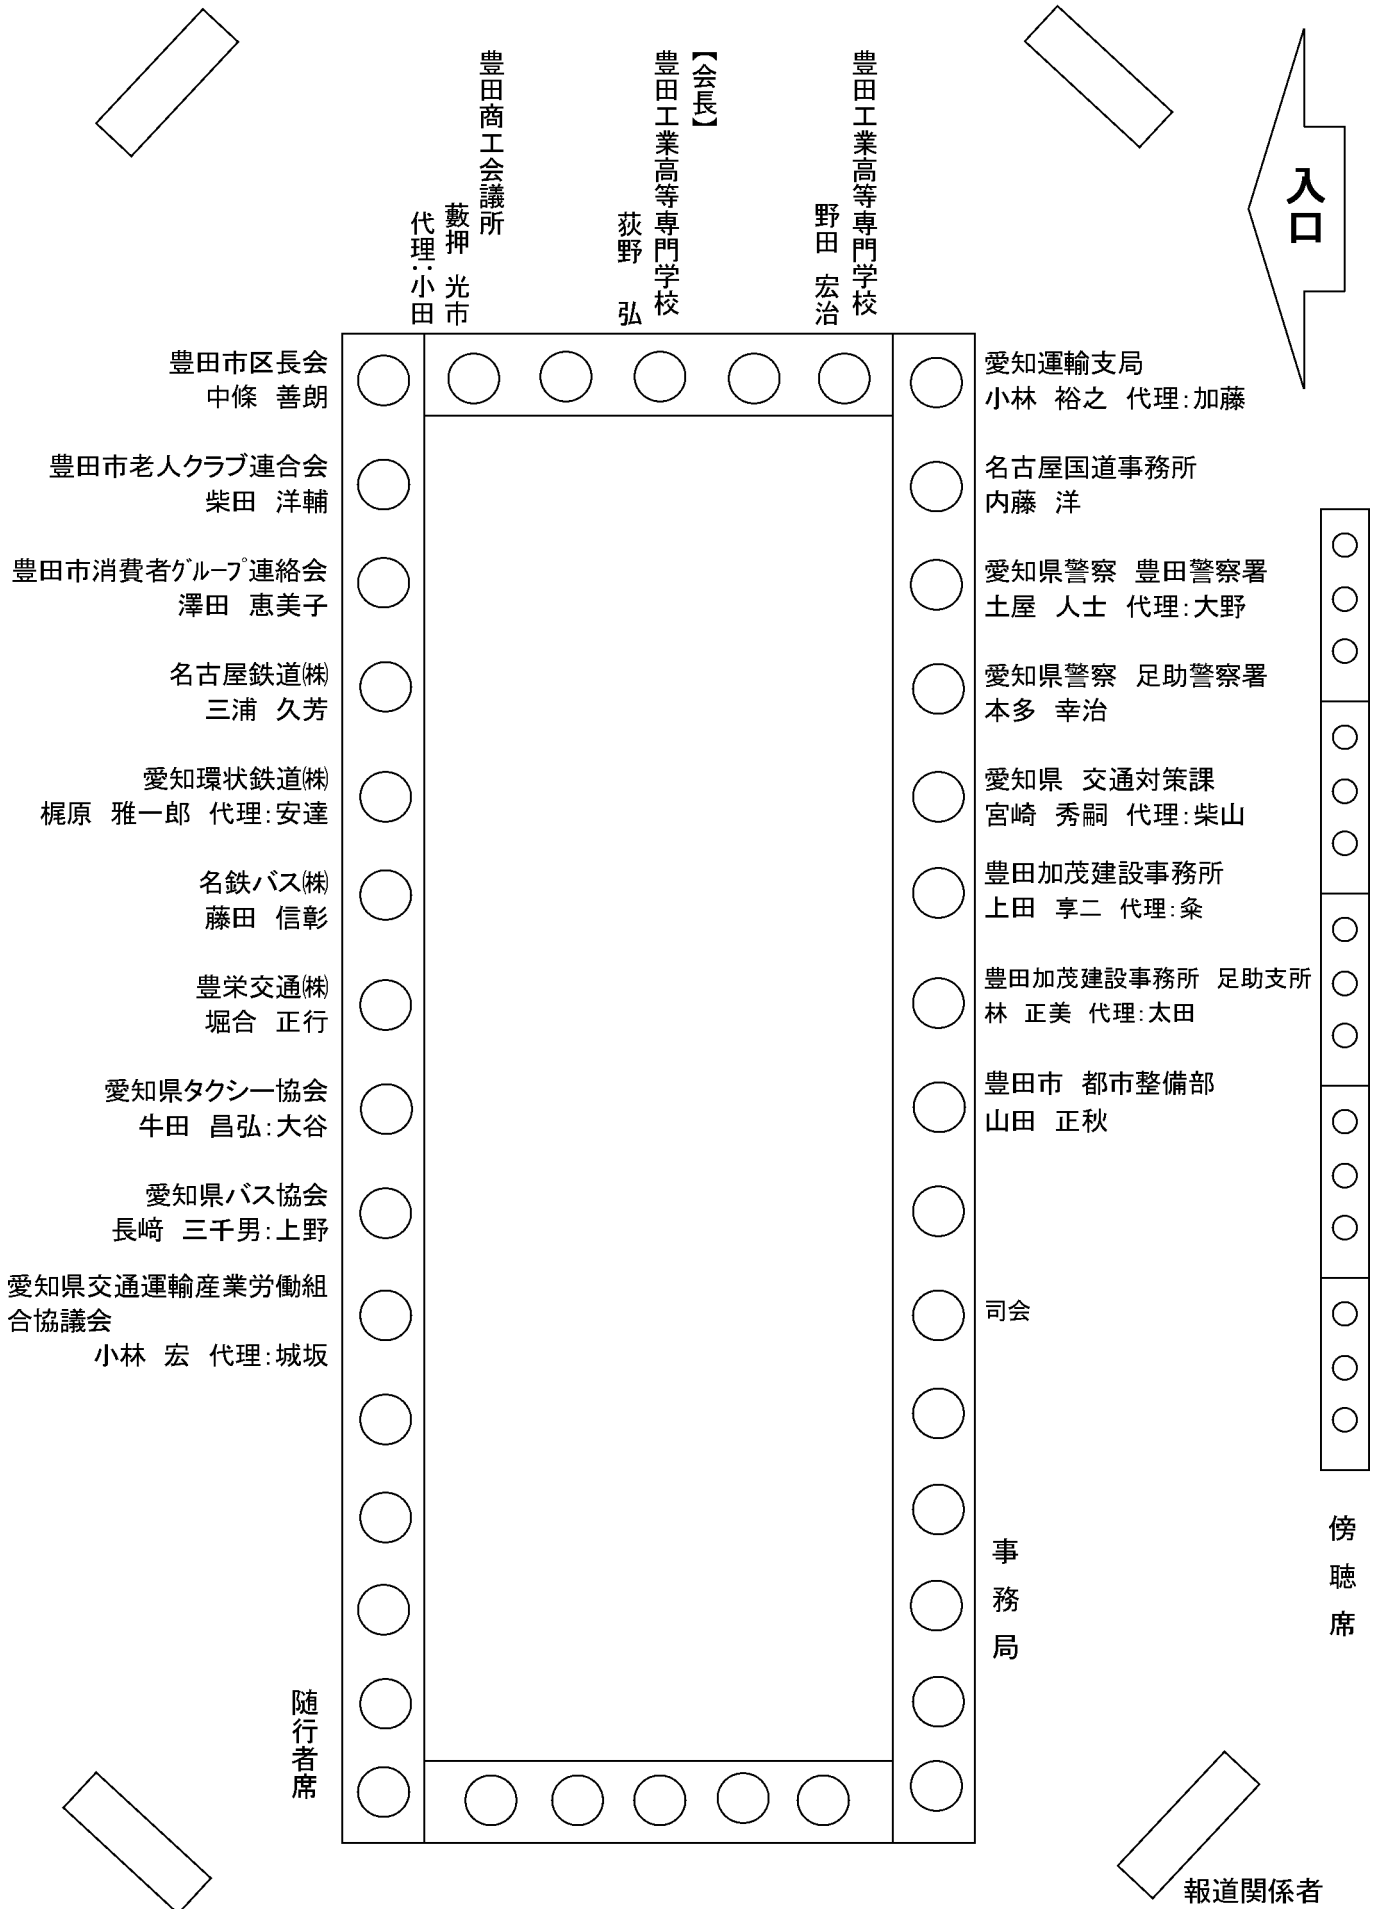 豊田工業高等専門学校
野田　宏治
【会長】
豊田工業高等専門学校
荻野　弘
豊田商工会議所
藪押　光市
代理：小田
入口
豊田市区長会
中條　善朗
豊田市老人クラブ連合会
柴田　洋輔
豊田市消費者ｸﾞﾙｰﾌﾟ連絡会
澤田　恵美子
名古屋鉄道㈱
三浦　久芳
愛知環状鉄道㈱
梶原　雅一郎　代理：安達
名鉄バス㈱
藤田　信彰
豊栄交通㈱
堀合　正行
愛知県タクシー協会
牛田　昌弘：大谷
愛知県バス協会
長﨑　三千男：上野
愛知県交通運輸産業労働組
合協議会
小林　宏　代理：城坂
随行者席
愛知運輸支局
小林　裕之　代理：加藤
名古屋国道事務所
内藤　洋
愛知県警察　豊田警察署
土屋　人士　代理：大野
愛知県警察　足助警察署
本多　幸治
愛知県　交通対策課
宮崎　秀嗣　代理：柴山
豊田加茂建設事務所
上田　享二　代理：粂
豊田加茂建設事務所　足助支所
林　正美　代理：太田
豊田市　都市整備部
山田　正秋
司会
事務局
傍聴席
報道関係者